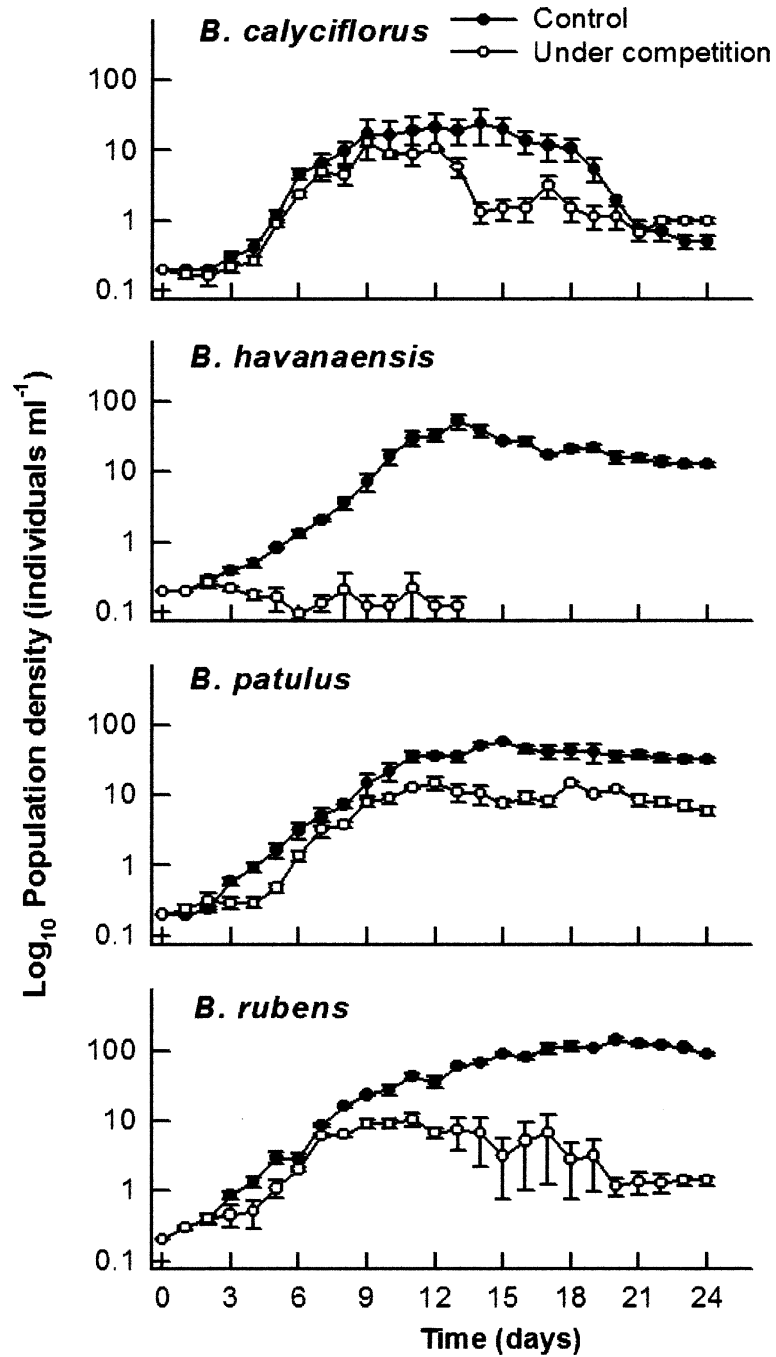 B. calyciflorus
Control
Under competition
100
10
1
0.1
B. havanaensis
100
10
1
0.1
B. patulus
100
10
1
0.1
B. rubens
100
10
1
0.1
0 3 6 9 12 15 18 21 24
Time (days)
Log10 Population density (individuals ml-1)